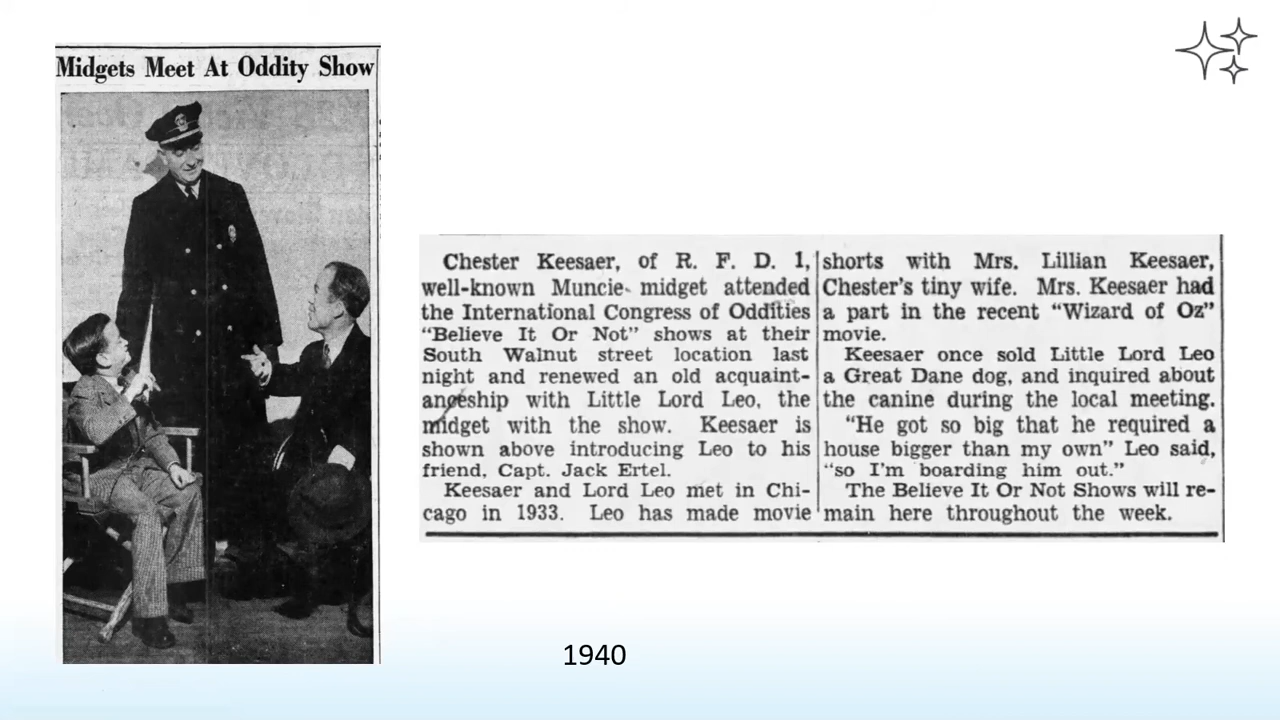 Midgets Meet At Oddity Show
Chester Keesaer, of R. F. D. 1,
well-known Muncie midget attended
the International Congress of Oddities
“Believe It Or Not” shows at their
South Walnut street location last
night and renewed an old acquaint-
angeship with Little Lord Leo, the
midget with the show. Keesaer is
shown above introducing Leo to his
friend, Capt. Jack Ertel.
Keesaer and Lord Leo met in Chi-
cago in 1933. Leo has made movie
shorts with Mrs. Lillian Keesaer,
Chester's tiny wife. Mrs. Keesaer had
a part in the recent “Wizard of Oz”
movie.
Keesaer once sold Little Lord Leo
a Great Dane dog, and inquired about
the canine during the local meeting.
“He got so big that he required a
house bigger than my own” Leo said,
“so I'm boarding him out.”
The Believe It Or Not Shows will re-
main here throughout the week.
1940